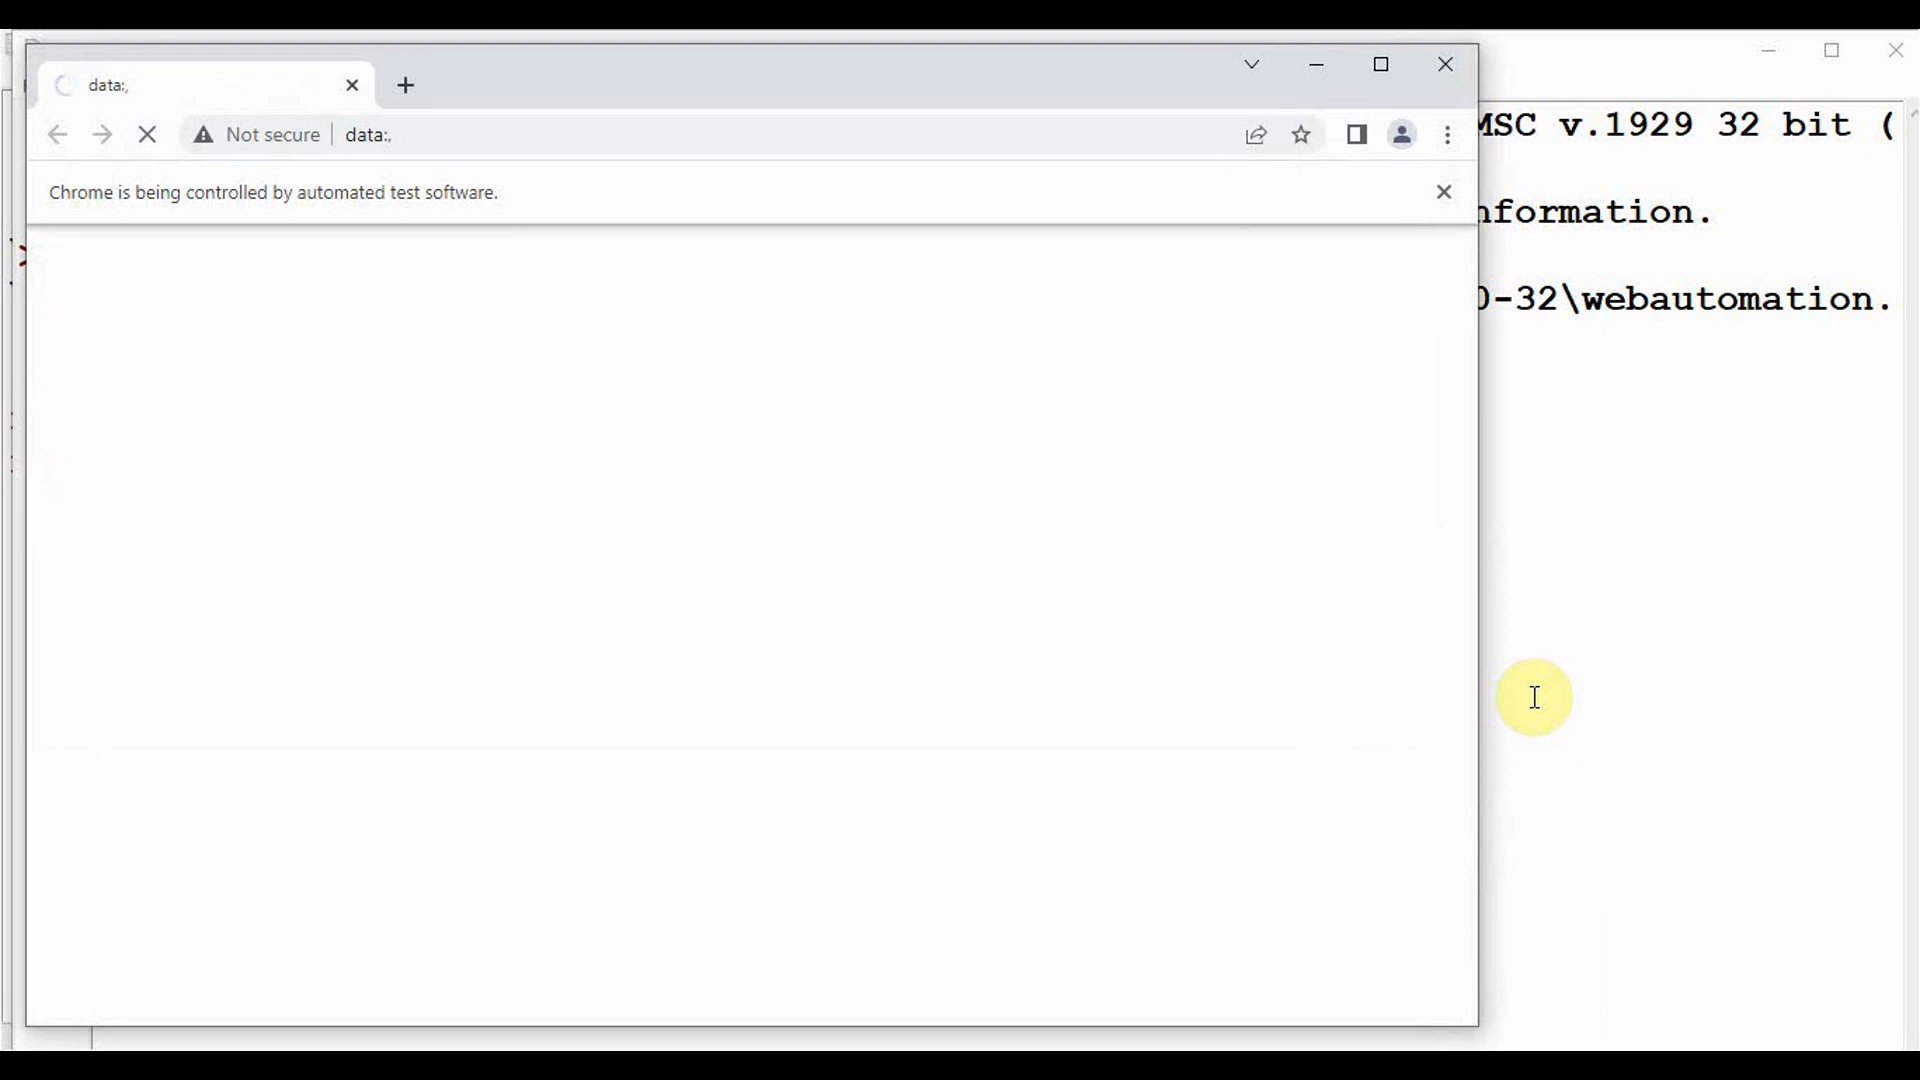 data:,
Not secure
data:,
Chrome is being controlled by automated test software.
MSC v.1929 32 bit (
nformation.
0-32\webautomation.